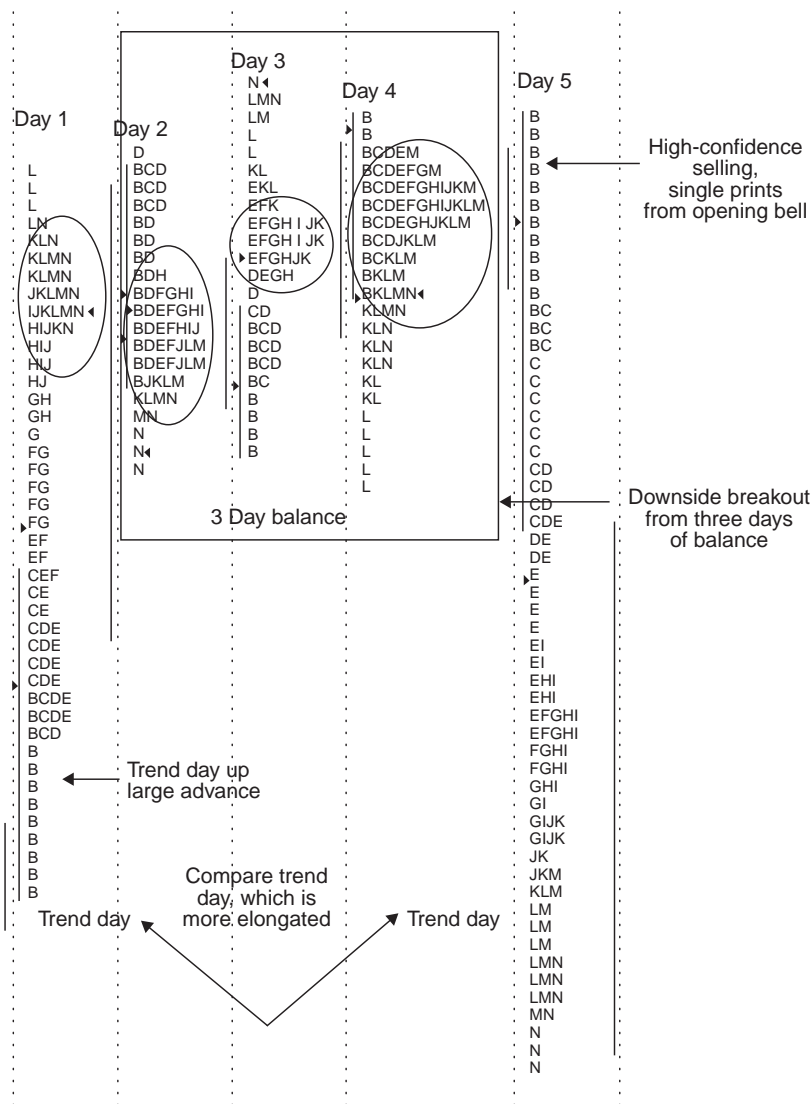 Day 1
L
L
L
LN
KLN
KLMN
KLMN
JKLMN
IJKLMN
HIJKN
HIJ
HIJ
HJ
GH
GH
G
FG
FG
FG
FG
FG
EF
EF
CEF
CE
CE
CDE
CDE
CDE
CDE
BCDE
BCDE
BCD
B
B
B
B
B
B
B
B
B
Trend day
Trend day up
large advance
Day 2
D
BCD
BCD
BCD
BD
BD
BD
BDH
BDFGHI
BDEFGHI
BDEFHIJ
BDEFJLM
BDEFJLM
BJKLM
KLMN
MN
N
N
N
Day 3
N
LMN
LM
L
L
KL
EKL
EFK
EFGH I JK
EFGH I JK
EFGHJK
DEGH
D
CD
BCD
BCD
BCD
BC
B
B
B
B
3 Day balance
Day 4
B
B
BCDEM
BCDEFGM
BCDEFGHIJKM
BCDEFGHIJKLM
BCDEGHJKLM
BCDJKLM
BCKLM
BKLM
BKLMN
KLMN
KLN
KLN
KLN
KL
KL
L
L
L
L
L
Compare trend
day, which is
more elongated
Trend day
Day 5
B
B
B
B
B
B
B
B
B
B
B
BC
BC
BC
C
C
C
C
C
C
CD
CD
CD
CDE
DE
DE
E
E
E
E
EI
EI
EHI
EHI
EFGHI
EFGHI
FGHI
FGHI
GHI
GI
GIJK
GIJK
JK
JKM
KLM
LM
LM
LM
LMN
LMN
LMN
MN
N
N
N
High-confidence
selling,
single prints
from opening bell
Downside breakout
from three days
of balance